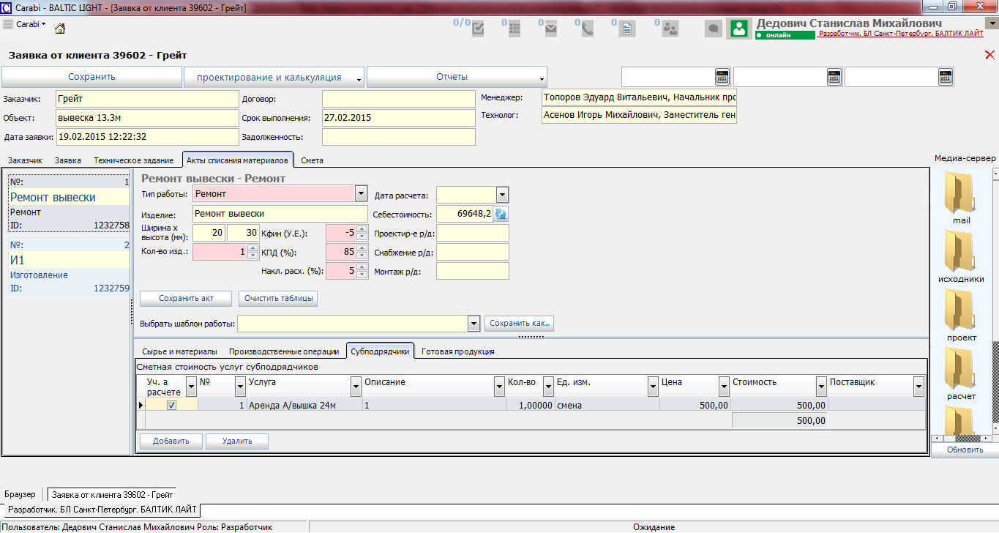 Carabi - BALTIC LIGHT - [Заявка от клиента 39602 - Грейт]
Carabi
0/0 0 0 0 0 0
Дедович Станислав Михайлович
онлайн Разработчик. БЛ Санкт-Петербург. БАЛТИК ЛАЙТ
Заявка от клиента 39602 - Грейт
Сохранить проектирование и калькуляция Отчеты
Заказчик: Грейт Договор: Менеджер: Топоров Эдуард Витальевич, Начальник прс
Объект: вывеска 13.3м Срок выполнения: 27.02.2015 Технолог: Асенов Игорь Михайлович, Заместитель ген
Дата заявки: 19.02.2015 12:22:32 Задолженность:
Заказчик Заявка Техническое задание Акты списания материалов Смета
Медиа-сервер
№: 1
Ремонт вывески
Ремонт
ID: 1232758
№: 2
И1
Изготовление
ID: 1232759
Ремонт вывески - Ремонт
Тип работы: Ремонт Дата расчета:
Изделие: Ремонт вывески Себестоимость: 69648,2
Ширина х
высота (мм): 20 30 Кфин (У.Е.): -5 Проектир-е р/д:
Кол-во изд.: 1 КПД (%): 85 Снабжение р/д:
Накл. расх. (%): 5 Монтаж р/д:
Сохранить акт Очистить таблицы
Выбрать шаблон работы: Сохранить как...
Сырье и материалы Производственные операции Субподрядчики Готовая продукция
Сметная стоимость услуг субподрядчиков
Уч. а
расчете № Услуга Описание Кол-во Ед. изм. Цена Стоимость Поставщик
1 Аренда А/вышка 24м 1 1,00000 смена 500,00 500,00
500,00
Добавить Удалить
mail
исходники
проект
расчет
Обновить
Браузер Заявка от клиента 39602 - Грейт
Разработчик. БЛ Санкт-Петербург. БАЛТИК ЛАЙТ
Пользователь: Дедович Станислав Михайлович Роль: Разработчик Ожидание